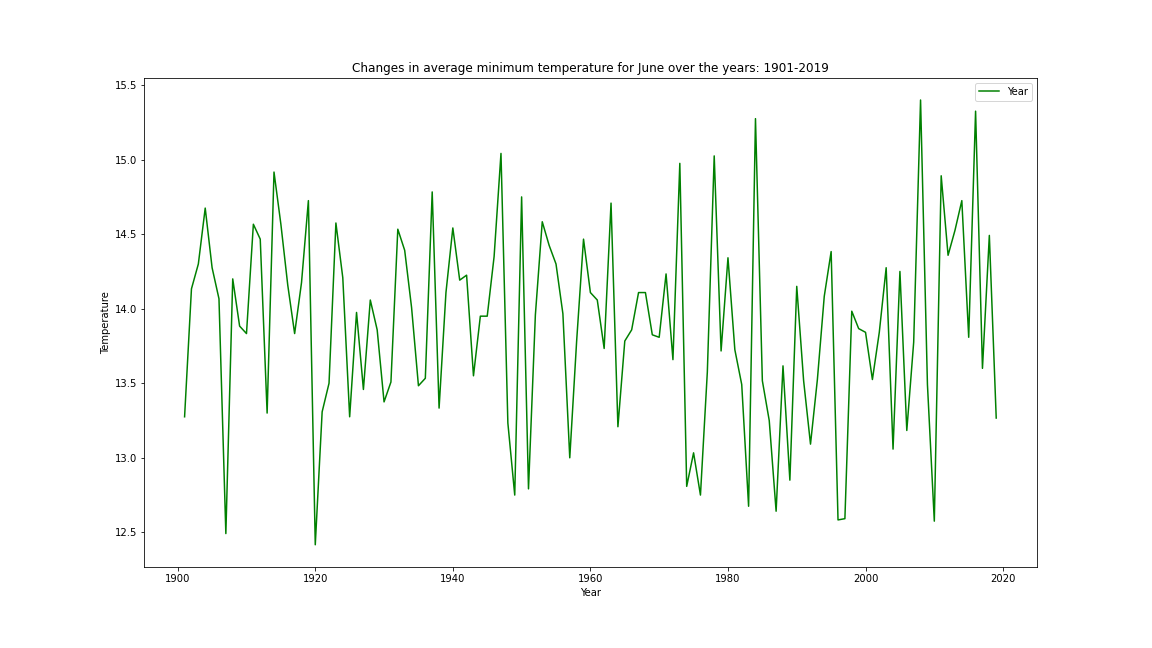 Changes in average minimum temperature for June over the years: 1901-2019
Year
15.5
15.0
14.5
14.0
13.5
13.0
12.5
Temperature
1900 1920 1940 1960 1980 2000 2020
Year